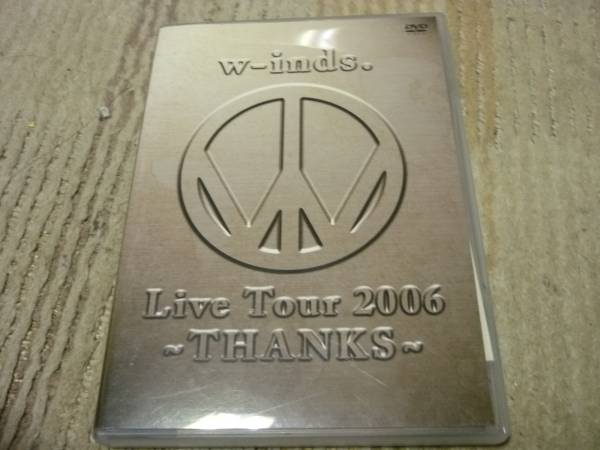 DVD
w-inds.
Live Tour 2006
~THANKS~